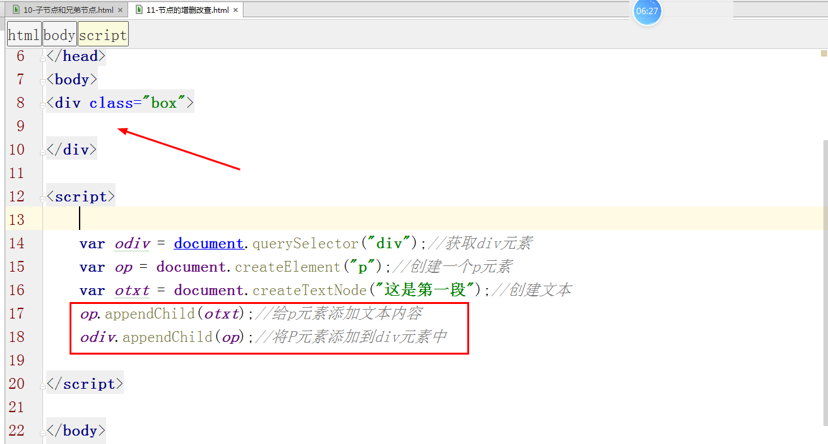 10-子节点和兄弟节点.html × 11-节点的增删改查.html ×
06:27
html body script
6 </head>
7 <body>
8 <div class="box">
9
10 </div>
11
12 <script>
13
14 var odiv = document.querySelector("div");//获取div元素
15 var op = document.createElement("p");//创建一个p元素
16 var otxt = document.createTextNode("这是第一段");//创建文本
17 op.appendChild(otxt);//给p元素添加文本内容
18 odiv.appendChild(op);//将P元素添加到div元素中
19
20 </script>
21
22 </body>